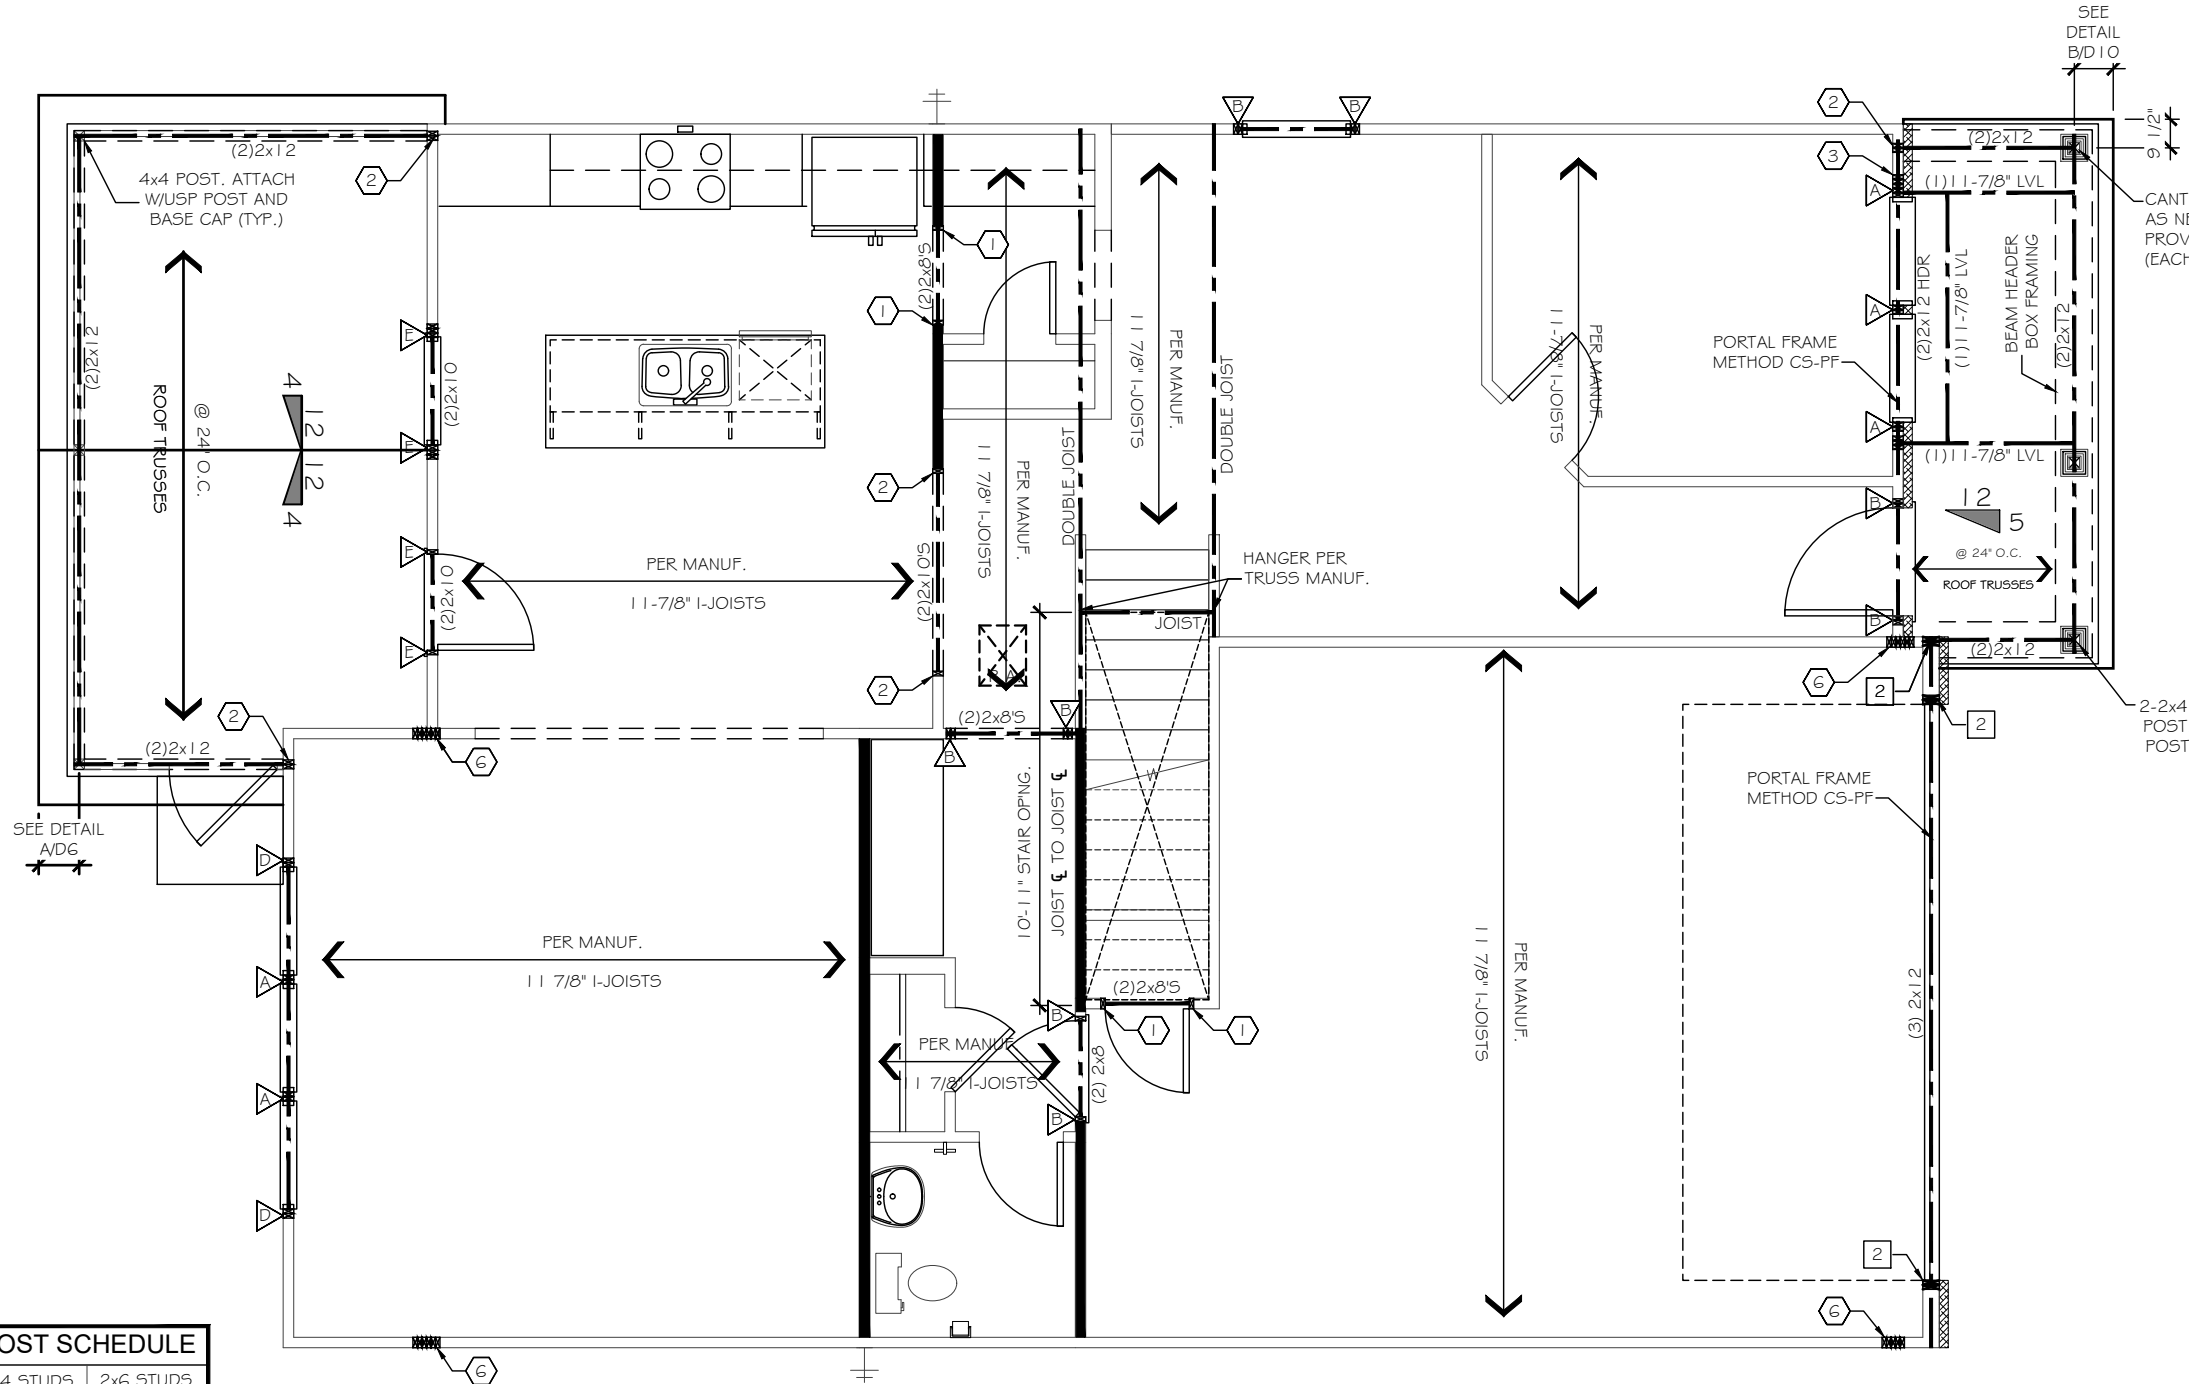 SEE
DETAIL
B/D10
9 1/2"
B
B
2
3
(2)2x12
(2)2x12
4x4 POST. ATTACH
W/USP POST AND
BASE CAP (TYP.)
2
A
(1)11-7/8" LVL
(2)2x8'S
1
1
(2)2x12
ROOF TRUSSES
@ 24" O.C.
4
12
12
4
E
E
(2)2x10
11 7/8" I-JOISTS
PER MANUF.
11 7/8" I-JOISTS
PER MANUF.
DOUBLE JOIST
DOUBLE JOIST
11-7/8" I-JOISTS
PER MANUF.
PORTAL FRAME
METHOD CS-PF
A
A
(2)2x12 HDR
(1)11-7/8" LVL
BEAM HEADER
BOX FRAMING
(2)2x12
(1)11-7/8" LVL
2
B
12
5
@ 24" O.C.
ROOF TRUSSES
E
E
(2)2x10
PER MANUF.
11-7/8" I-JOISTS
(2)2x10'S
HANGER PER
TRUSS MANUF.
JOIST
B
(2)2x12
2
2
6
2
2
2-2x4
POST
POST
(2)2x12
6
(2)2x8'S
B
B
10'-11" STAIR OP'NG.
JOIST ℄ TO JOIST ℄
PORTAL FRAME
METHOD CS-PF
SEE DETAIL
A/D6
D
A
A
D
PER MANUF.
11 7/8" I-JOISTS
(2)2x8'S
1
1
B
B
PER MANUF.
11 7/8" I-JOISTS
(2) 2x8
11 7/8" I-JOISTS
PER MANUF.
(3) 2x12
2
6
6
OST SCHEDULE
4 STUDS
2x6 STUDS